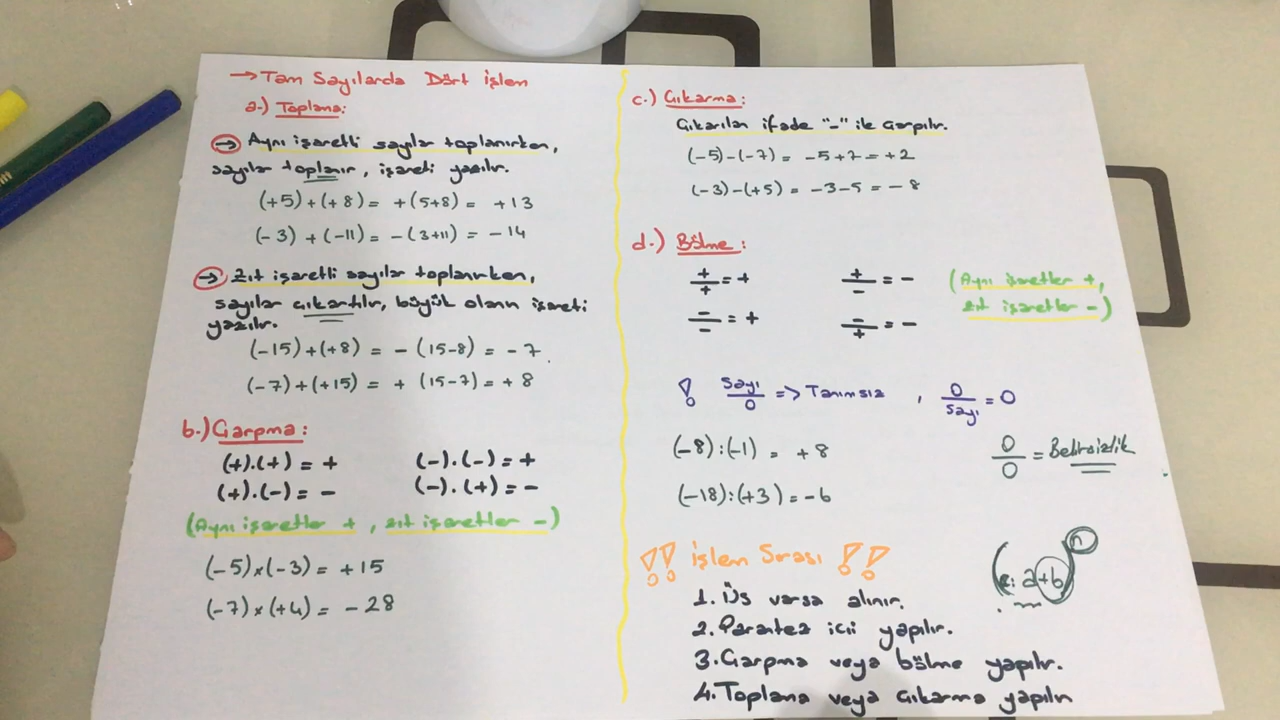 → Tam Sayılarda Dört İşlem
a.) Toplama:
→ Aynı işaretli sayılar toplanırken,
sayılar toplanır, işareti yazılır.
(+5)+(+8) = +(5+8) = +13
(-3)+(-11) = -(3+11) = -14
→ Zıt işaretli sayılar toplanırken,
sayılar çıkartılır, büyük olanın işareti
yazılır.
(-15)+(+8) = -(15-8) = -7
(-7)+(+15) = +(15-7) = +8
b.) Çarpma:
(+).(+) = + (-).(-) = +
(+).(-) = - (-).(+) = -
(Aynı işaretler +, zıt işaretler -)
(-5)x(-3) = +15
(-7)x(+4) = -28
c.) Çıkarma:
Çıkarılan ifade "-" ile çarpılır.
(-5)-(-7) = -5+7 = +2
(-3)-(+5) = -3-5 = -8
d.) Bölme:
+/+ = + +/- = - (Aynı işaretler +,
-/- = + -/+ = - zıt işaretler -)
! Sayı/0 => Tanımsız , 0/Sayı = 0
(-8):(-1) = +8 0/0 = Belirsizlik
(-18):(+3) = -6
!! İşlem Sırası !!
1. Üs varsa alınır.
2. Parantez içi yapılır.
3. Çarpma veya bölme yapılır.
4. Toplama veya çıkarma yapılır